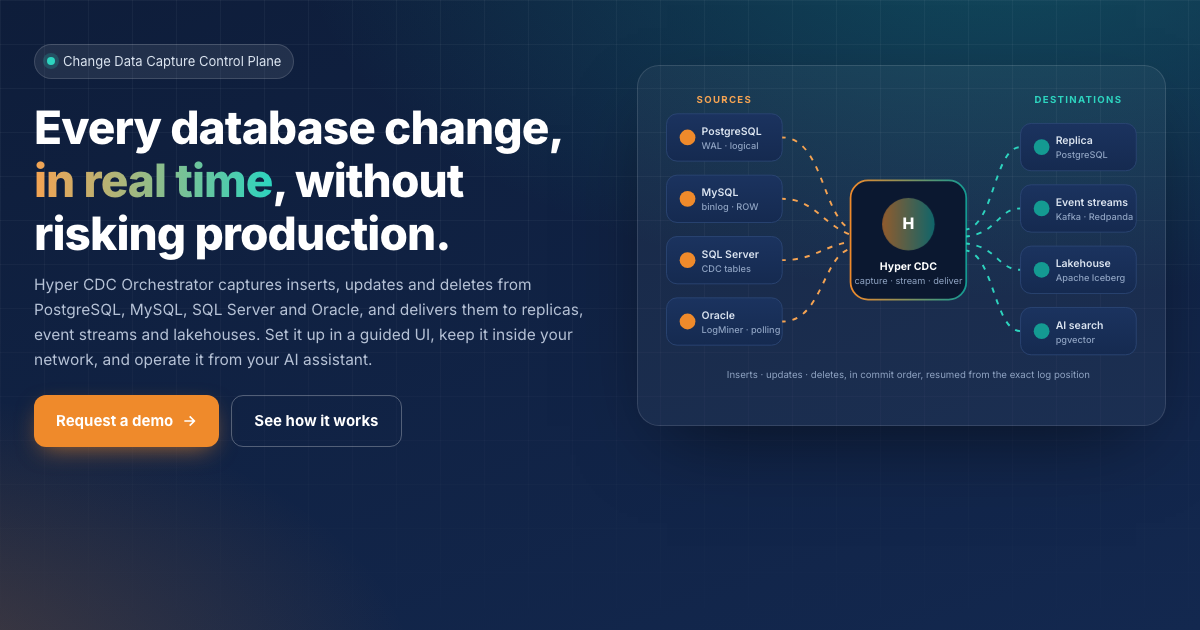 Change Data Capture Control Plane
Every database change,
in real time, without
risking production.
Hyper CDC Orchestrator captures inserts, updates and deletes from
PostgreSQL, MySQL, SQL Server and Oracle, and delivers them to replicas,
event streams and lakehouses. Set it up in a guided UI, keep it inside your
network, and operate it from your AI assistant.
Request a demo →
See how it works
SOURCES
PostgreSQL
WAL · logical
MySQL
binlog · ROW
SQL Server
CDC tables
Oracle
LogMiner · polling
H
Hyper CDC
capture · stream · deliver
DESTINATIONS
Replica
PostgreSQL
Event streams
Kafka · Redpanda
Lakehouse
Apache Iceberg
AI search
pgvector
Inserts · updates · deletes, in commit order, resumed from the exact log position